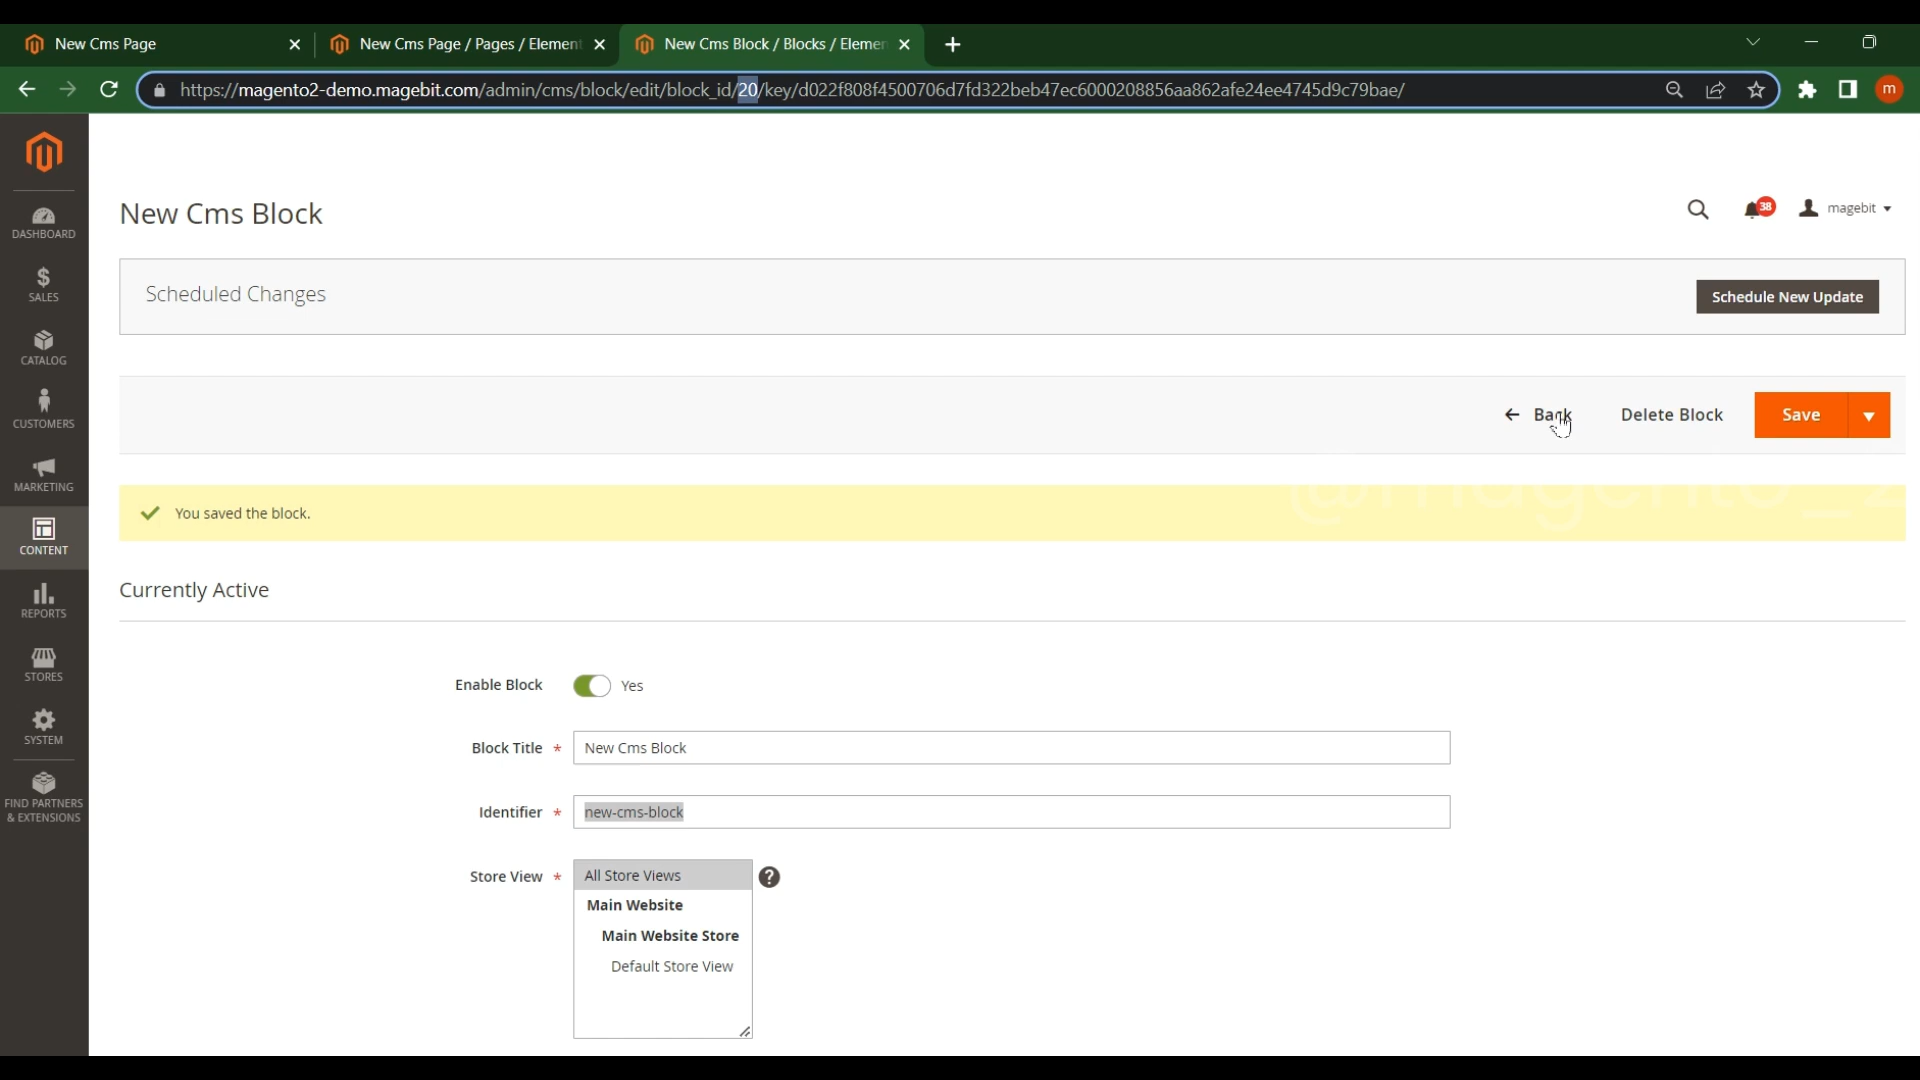 New Cms Page
New Cms Page / Pages / Element
New Cms Block / Blocks / Elemen
https://magento2-demo.magebit.com/admin/cms/block/edit/block_id/20/key/d022f808f4500706d7fd322beb47ec6000208856aa862afe24ee4745d9c79bae/
m
New Cms Block
38
magebit
DASHBOARD
SALES
CATALOG
CUSTOMERS
MARKETING
CONTENT
REPORTS
STORES
SYSTEM
FIND PARTNERS
& EXTENSIONS
Scheduled Changes
Schedule New Update
Back
Delete Block
Save
You saved the block.
Currently Active
Enable Block
Yes
Block Title *
New Cms Block
Identifier *
new-cms-block
Store View *
All Store Views
?
Main Website
Main Website Store
Default Store View